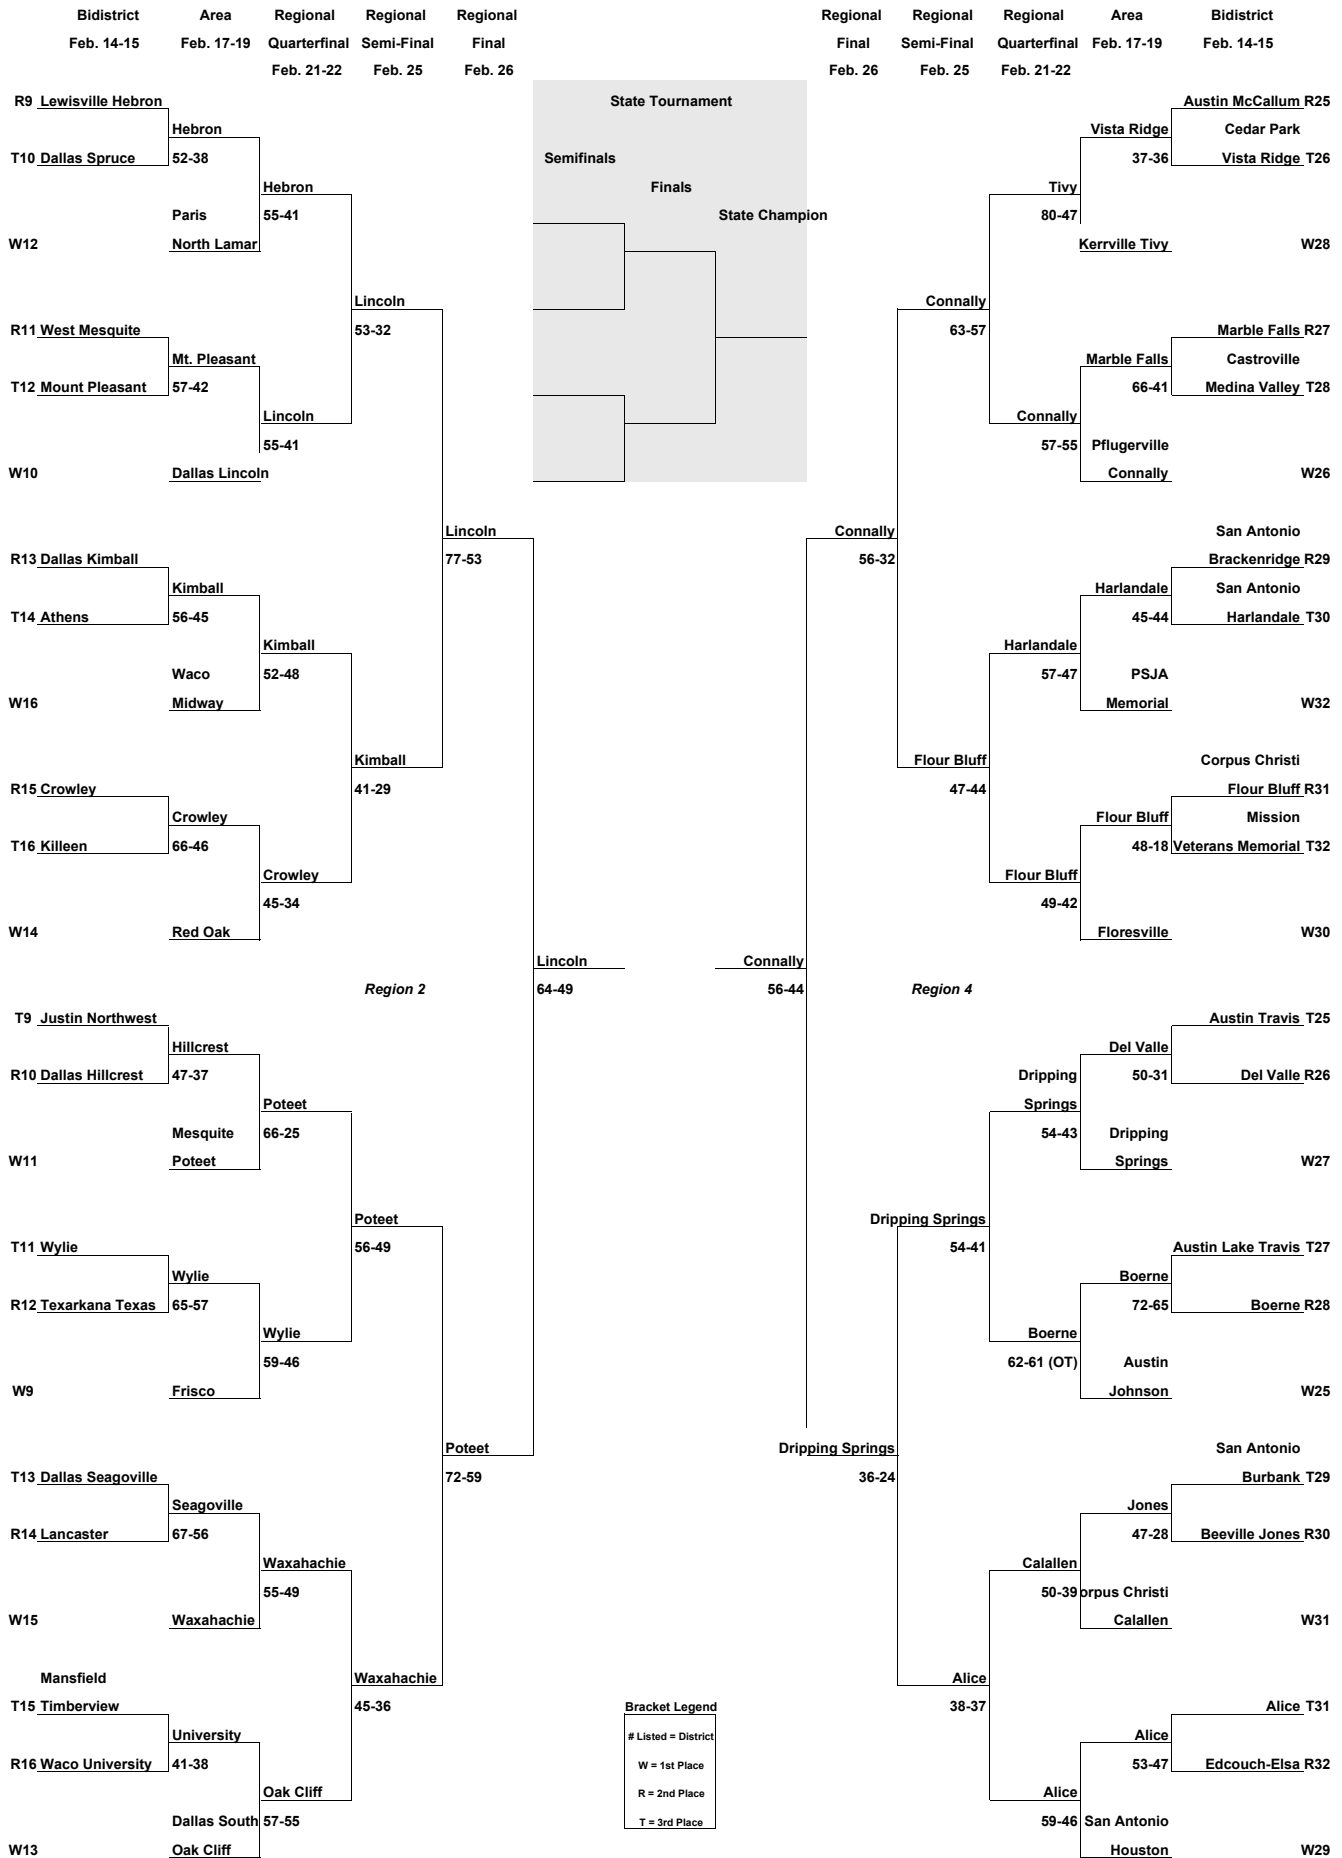 Bidistrict Area Regional Regional Regional Regional Regional Regional Area Bidistrict
Feb. 14-15 Feb. 17-19 Quarterfinal Semi-Final Final Final Semi-Final Quarterfinal Feb. 17-19 Feb. 14-15
Feb. 21-22 Feb. 25 Feb. 26 Feb. 26 Feb. 25 Feb. 21-22
R9 Lewisville Hebron State Tournament Austin McCallum R25
Hebron Vista Ridge Cedar Park
T10 Dallas Spruce 52-38 Semifinals 37-36 Vista Ridge T26
Hebron Finals Tivy
Paris 55-41 State Champion 80-47
W12 North Lamar Kerrville Tivy W28
Lincoln Connally
R11 West Mesquite 53-32 63-57 Marble Falls R27
Mt. Pleasant Marble Falls Castroville
T12 Mount Pleasant 57-42 66-41 Medina Valley T28
Lincoln Connally
55-41 57-55 Pflugerville
W10 Dallas Lincoln Connally W26
Lincoln Connally San Antonio
R13 Dallas Kimball 77-53 56-32 Brackenridge R29
Kimball Harlandale San Antonio
T14 Athens 56-45 45-44 Harlandale T30
Kimball Harlandale
Waco 52-48 57-47 PSJA
W16 Midway Memorial W32
Kimball Flour Bluff Corpus Christi
R15 Crowley 41-29 47-44 Flour Bluff R31
Crowley Flour Bluff Mission
T16 Killeen 66-46 48-18 Veterans Memorial T32
Crowley Flour Bluff
45-34 49-42
W14 Red Oak Floresville W30
Lincoln Connally
Region 2 64-49 56-44 Region 4
T9 Justin Northwest Austin Travis T25
Hillcrest Del Valle
R10 Dallas Hillcrest 47-37 Dripping 50-31 Del Valle R26
Poteet Springs
Mesquite 66-25 54-43 Dripping
W11 Poteet Springs W27
Poteet Dripping Springs
T11 Wylie 56-49 54-41 Austin Lake Travis T27
Wylie Boerne
R12 Texarkana Texas 65-57 72-65 Boerne R28
Wylie Boerne
59-46 62-61 (OT) Austin
W9 Frisco Johnson W25
Poteet Dripping Springs San Antonio
T13 Dallas Seagoville 72-59 36-24 Burbank T29
Seagoville Jones
R14 Lancaster 67-56 47-28 Beeville Jones R30
Waxahachie Calallen
55-49 50-39 orpus Christi
W15 Waxahachie Calallen W31
Mansfield Waxahachie Alice
T15 Timberview 45-36 Bracket Legend 38-37 Alice T31
University # Listed = District Alice
R16 Waco University 41-38 W = 1st Place 53-47 Edcouch-Elsa R32
Oak Cliff R = 2nd Place Alice
Dallas South 57-55 T = 3rd Place 59-46 San Antonio
W13 Oak Cliff Houston W29